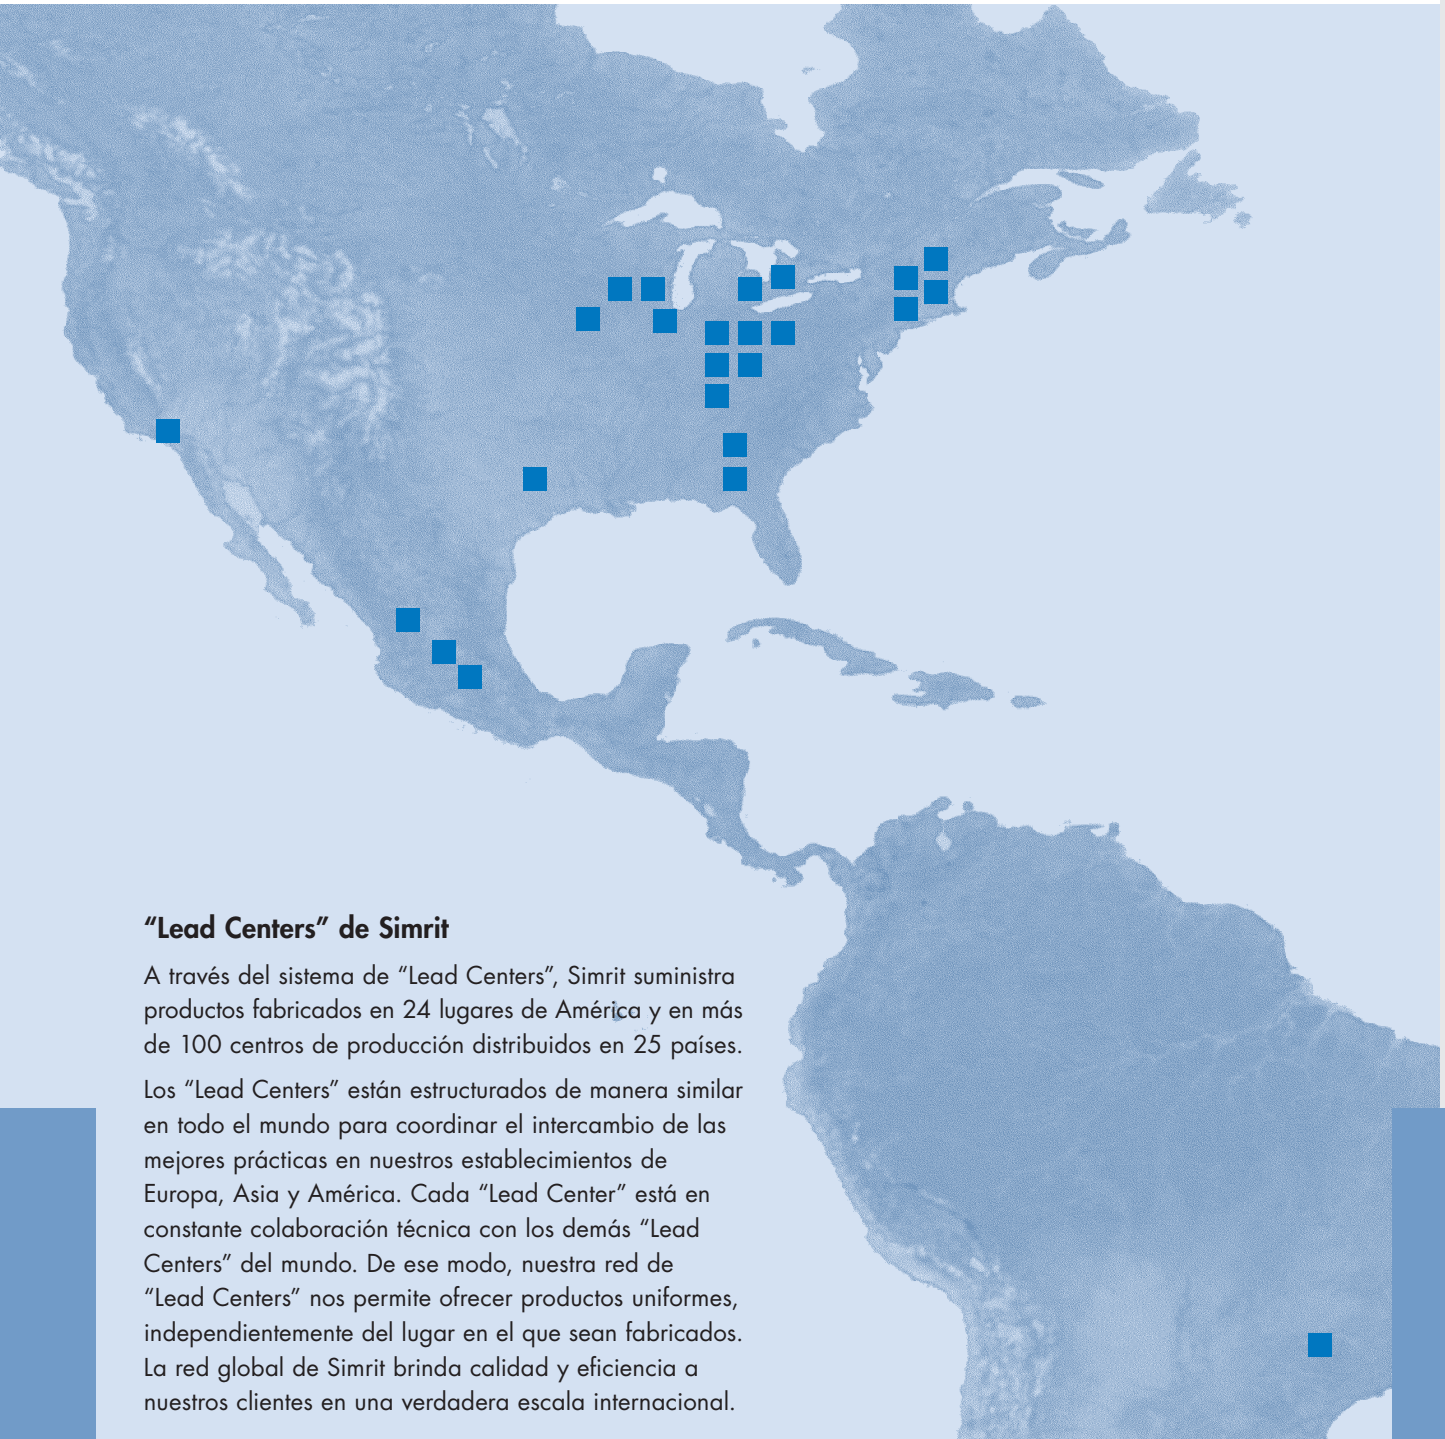 “Lead Centers” de Simrit
A través del sistema de “Lead Centers”, Simrit suministra
productos fabricados en 24 lugares de América y en más
de 100 centros de producción distribuidos en 25 países.
Los “Lead Centers” están estructurados de manera similar
en todo el mundo para coordinar el intercambio de las
mejores prácticas en nuestros establecimientos de
Europa, Asia y América. Cada “Lead Center” está en
constante colaboración técnica con los demás “Lead
Centers” del mundo. De ese modo, nuestra red de
“Lead Centers” nos permite ofrecer productos uniformes,
independientemente del lugar en el que sean fabricados.
La red global de Simrit brinda calidad y eficiencia a
nuestros clientes en una verdadera escala internacional.